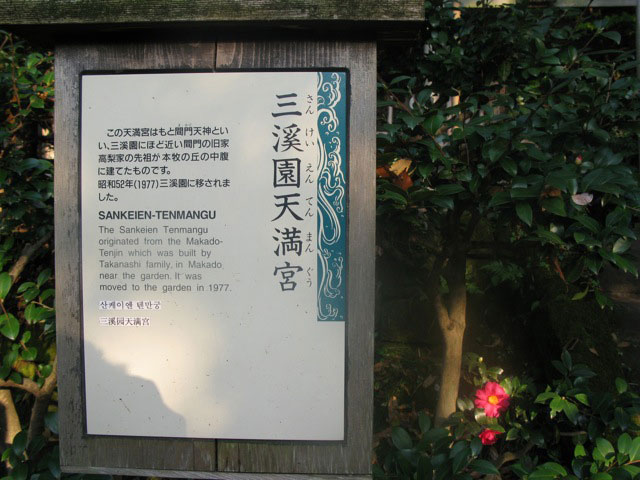 三溪園天満宮
さん けい えん てん まん ぐう
この天満宮はもと間門天神とい
い、三溪園にほど近い間門の旧家
高梨家の先祖が本牧の丘の中腹
に建てたものです。
昭和52年(1977)三溪園に移されま
した。
SANKEIEN-TENMANGU
The Sankeien Tenmangu
originated from the Makado-
Tenjin which was built by
Takanashi family, in Makado
near the garden. It was
moved to the garden in 1977.
산케이엔 텐만궁
三溪园天满宫